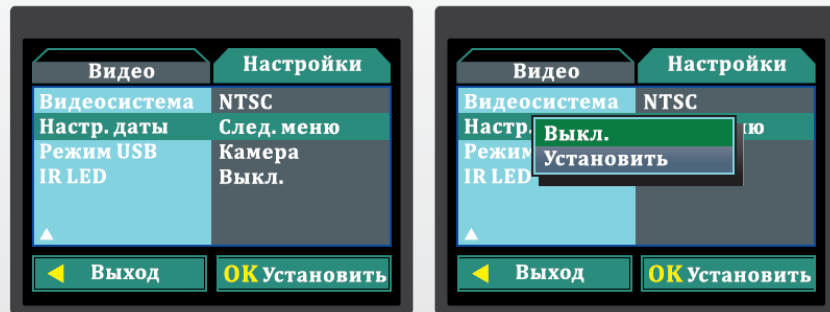 Видео Настройки
Видеосистема NTSC
Настр. даты След. меню
Режим USB Камера
IR LED Выкл.
Выход OK Установить
Видео Настройки
Видеосистема NTSC
Настр. ню
Выкл.
Режим
Установить
IR LED
Выход OK Установить